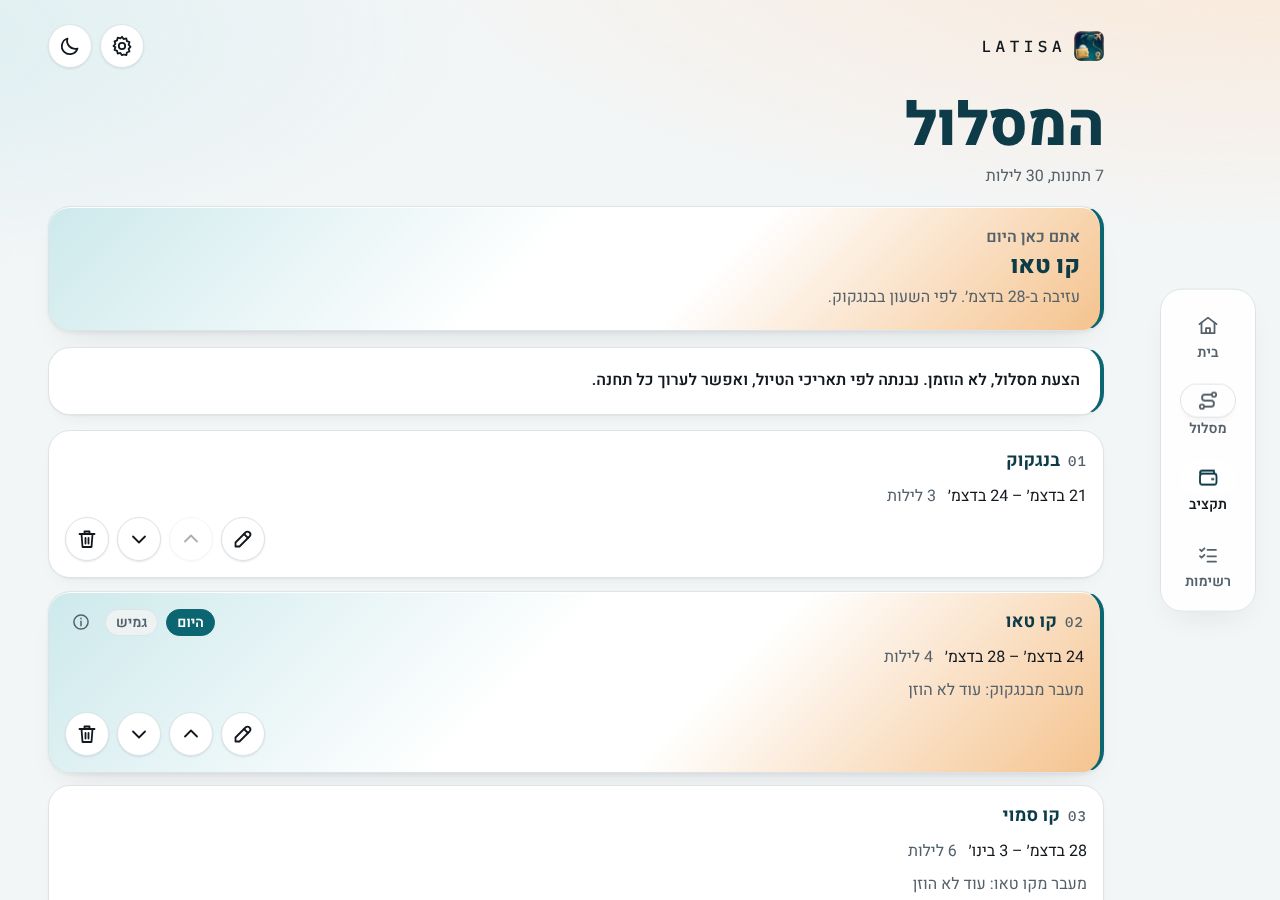 LATISA
המסלול
7 תחנות, 30 לילות
אתם כאן היום
קו טאו
עזיבה ב-28 בדצמ׳. לפי השעון בבנגקוק.
הצעת מסלול, לא הוזמן. נבנתה לפי תאריכי הטיול, ואפשר לערוך כל תחנה.
01 בנגקוק
21 בדצמ׳ – 24 בדצמ׳ 3 לילות
02 קו טאו
היום גמיש
24 בדצמ׳ – 28 בדצמ׳ 4 לילות
מעבר מבנגקוק: עוד לא הוזן
03 קו סמוי
28 בדצמ׳ – 3 בינו׳ 6 לילות
מעבר מקו טאו: עוד לא הוזן
בית
מסלול
תקציב
רשימות